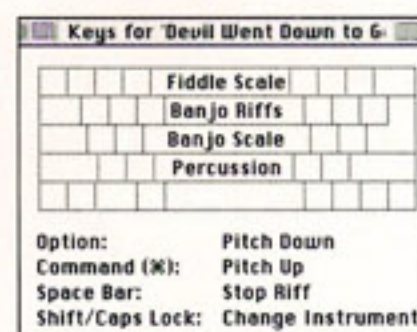 Keys for "Devil Went Down to G
Fiddle Scale
Banjo Riffs
Banjo Scale
Percussion
Option: Pitch Down
Command (⌘): Pitch Up
Space Bar: Stop Riff
Shift/Caps Lock: Change Instrument